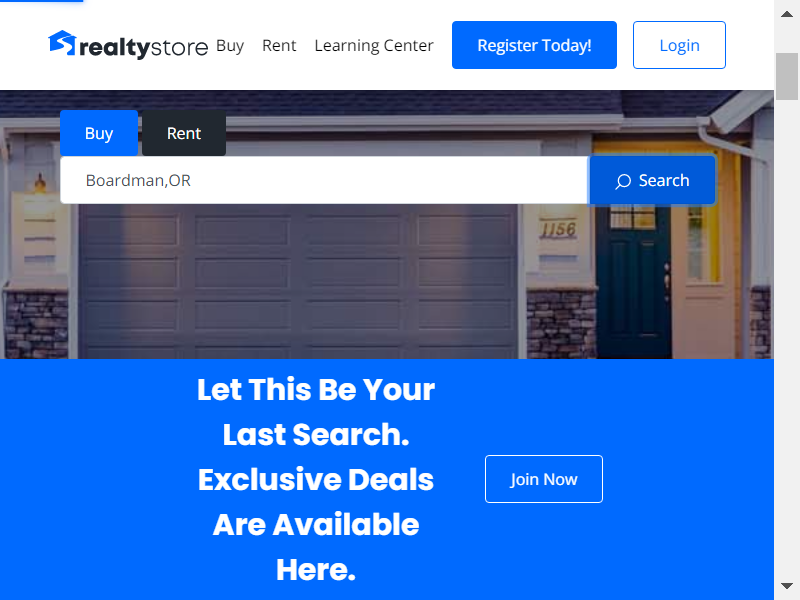 realtystore Buy Rent Learning Center Register Today! Login
Buy Rent
Boardman,OR Search
1156
Let This Be Your
Last Search.
Exclusive Deals
Are Available
Here.
Join Now